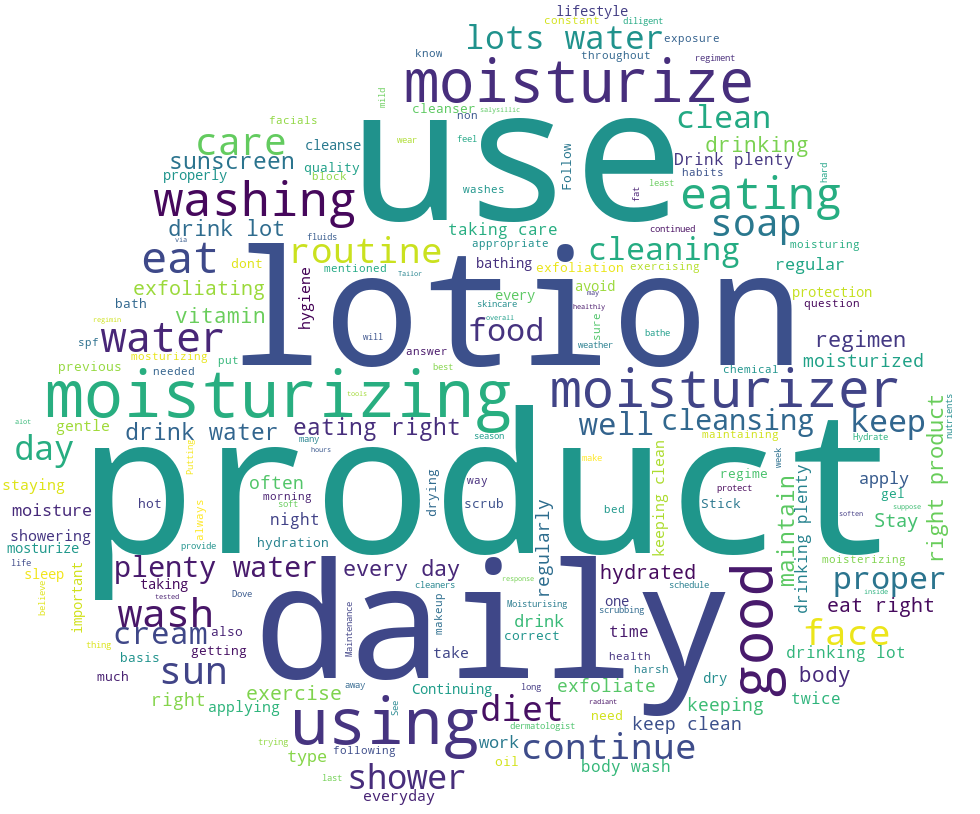 lifestyle
constant diligent
lots water exposure
know throughout
moisturize regiment
mild
cleanser non salysillic
use
facials clean
care cleanse wear feel drinking
sunscreen quality Follow Drink plenty
properly block hard
washing washes fat least habits eating
drink lot taking care continued soap
via fluids appropriate
eat routine cleaning moisturing
dont mentioned bathing exfoliation exercising regular
hygiene Tailor
exfoliating every avoid protection
lotion
skincare may healthly question
vitamin overall sure
regimin
water will food bathe regimen
spf bath
mosturizing answer weather
previous needed put best chemical moisturized
moisturizing tools moisturizer
nutrients
alot
day gentle drink water eating right well cleansing keep
many season maintaining Hydrate
hours
right product
product
staying Putting often way make regime week apply
hot morning drying scrub bed protect Stick gel
moisture soft suppose
showering always night regularly keeping clean maintain drinking plenty soften Stay
mosturize provide hydration
life moisterizing
plenty water every day hydrated proper
sleep cleaners response schedule
believe tested taking inside
important Dove Moisturising one eat right
daily
wash Maintenance makeup drink scrubbing good
cream also correct time face
thing getting
basis take health drinking lot
sun away harsh body
much Continuing long exfoliate dry
right exercise radiant keeping twice
applying See diet need
using dermatologist keep clean
trying work continue
type following oil
shower body wash
last
everyday